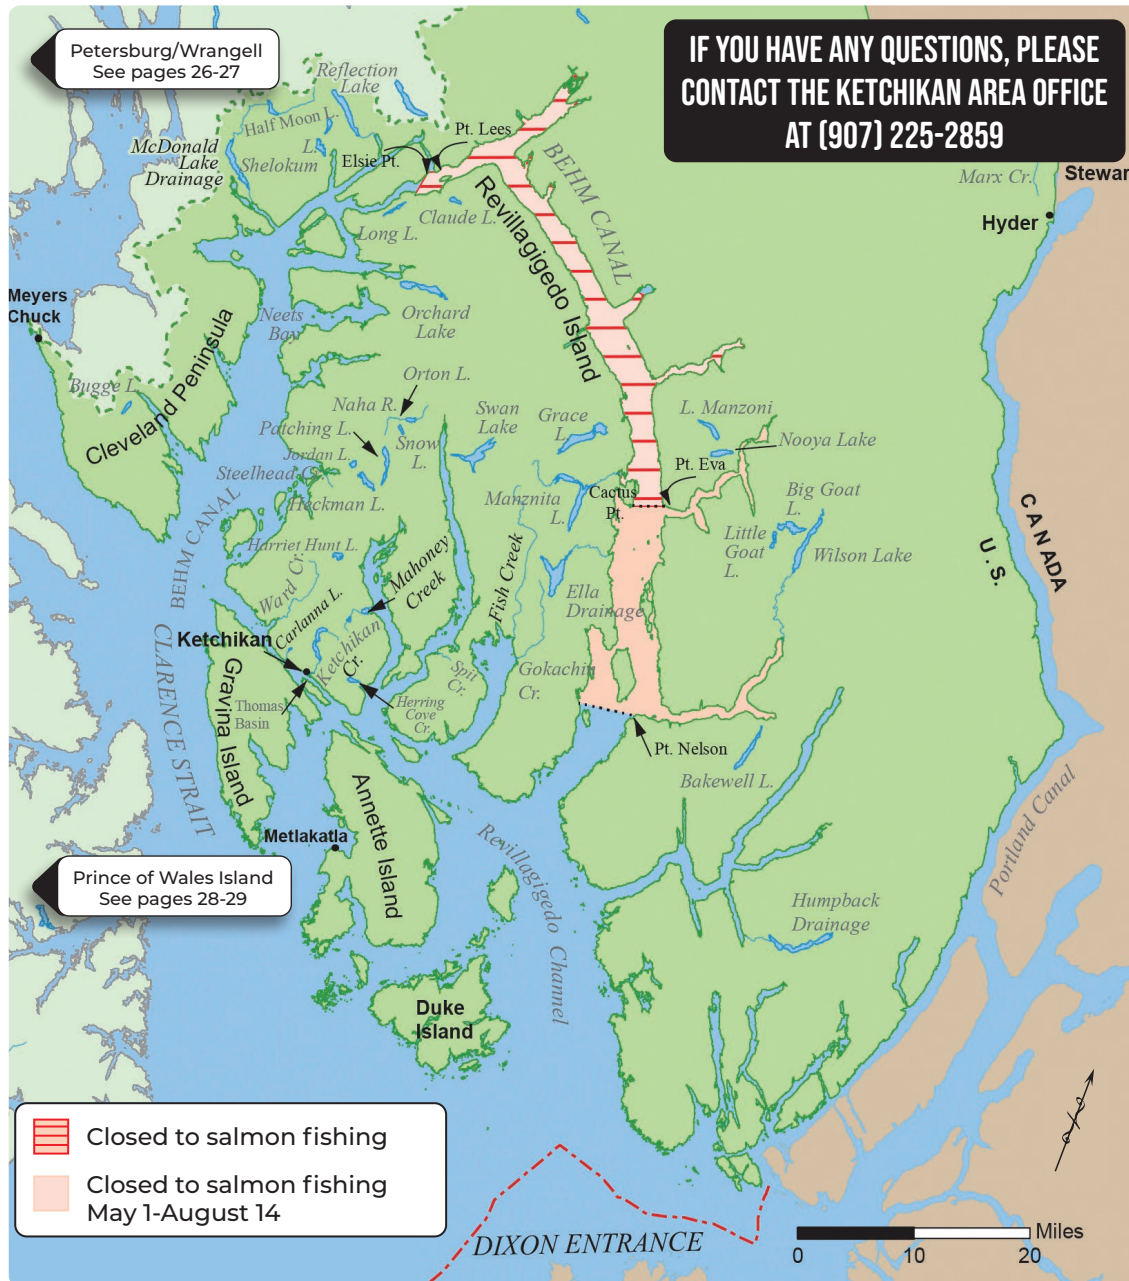 Petersburg/Wrangell
See pages 26-27
IF YOU HAVE ANY QUESTIONS, PLEASE
CONTACT THE KETCHIKAN AREA OFFICE
AT (907) 225-2859
Reflection
Lake
Half Moon L.
L.
Shelokum
McDonald
Lake
Drainage
Elsie Pt.
Pt. Lees
BEHM CANAL
Marx Cr.
Stewar
Hyder
Claude L.
Long L.
Revillagigedo Island
Meyers
Chuck
Neets
Bay
Orchard
Lake
Cleveland Peninsula
Bugge L.
Orton L.
Naha R.
Patching L.
Snow
L.
Swan
Lake
Grace
L.
L. Manzoni
Nooya Lake
Jordan L.
Steelhead Cr.
Heckman L.
Pt. Eva
Cactus
Pt.
Manznita
L.
Big Goat
L.
Little
Goat
L.
Wilson Lake
CANADA
U.S.
BEHM CANAL
Harriet Hunt L.
Ward Cr.
Mahoney
Creek
Fish Creek
Ella
Drainage
Carlanna L.
Ketchikan
Ketchikan
Cr.
CLARENCE STRAIT
Gravina Island
Thomas
Basin
Herring
Cove
Cr.
Spit
Cr.
Gokachin
Cr.
Pt. Nelson
Bakewell L.
Annette Island
Metlakatla
Revillagigedo Channel
Portland Canal
Prince of Wales Island
See pages 28-29
Humpback
Drainage
Duke
Island
Closed to salmon fishing
Closed to salmon fishing
May 1-August 14
DIXON ENTRANCE
Miles
0 10 20